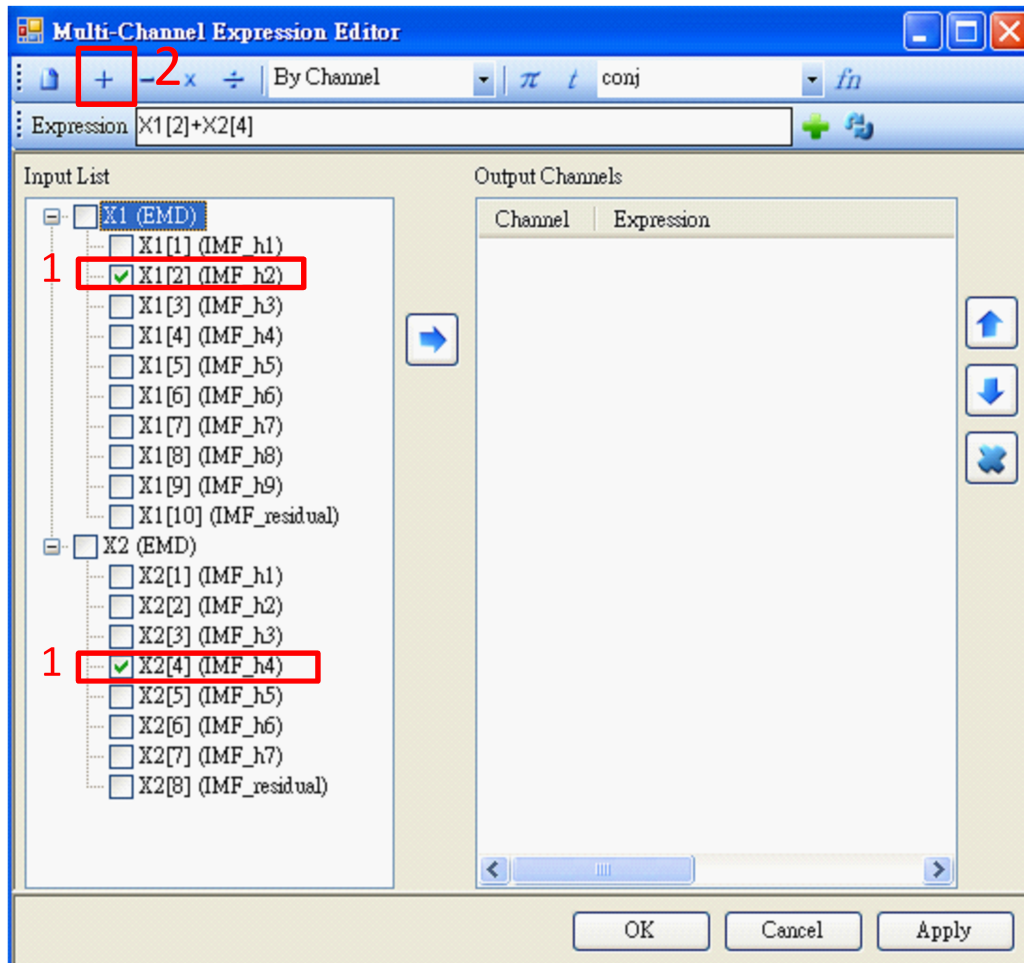 Multi-Channel Expression Editor
+ 2 - × ÷ By Channel π t conj fn
Expression X1[2]+X2[4]
Input List
Output Channels
X1 (EMD)
Channel Expression
X1[1] (IMF_h1)
1 X1[2] (IMF_h2)
X1[3] (IMF_h3)
X1[4] (IMF_h4)
X1[5] (IMF_h5)
X1[6] (IMF_h6)
X1[7] (IMF_h7)
X1[8] (IMF_h8)
X1[9] (IMF_h9)
X1[10] (IMF_residual)
X2 (EMD)
X2[1] (IMF_h1)
X2[2] (IMF_h2)
X2[3] (IMF_h3)
1 X2[4] (IMF_h4)
X2[5] (IMF_h5)
X2[6] (IMF_h6)
X2[7] (IMF_h7)
X2[8] (IMF_residual)
OK Cancel Apply